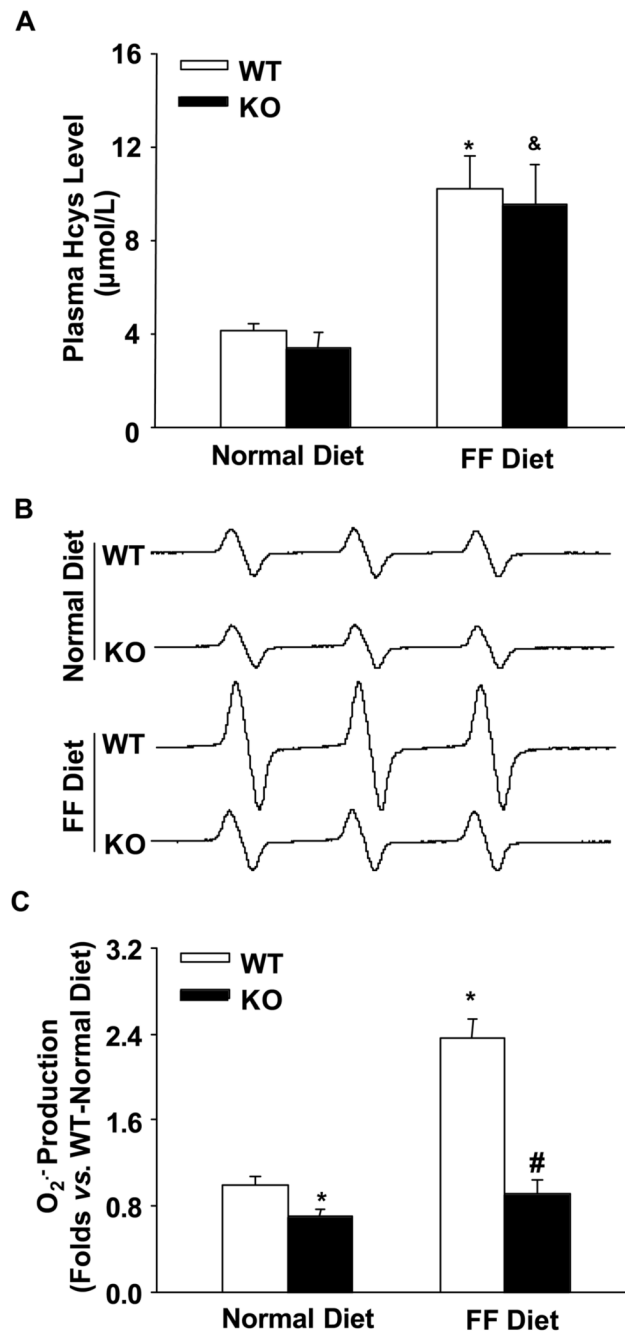 A
16
12
8
4
0
Plasma Hcys Level
(µmol/L)
WT
KO
*
&
Normal Diet
FF Diet
B
Normal Diet
WT
KO
FF Diet
WT
KO
C
3.2
2.4
1.6
0.8
0.0
O₂·- Production
(Folds vs. WT-Normal Diet)
WT
KO
*
*
#
Normal Diet
FF Diet